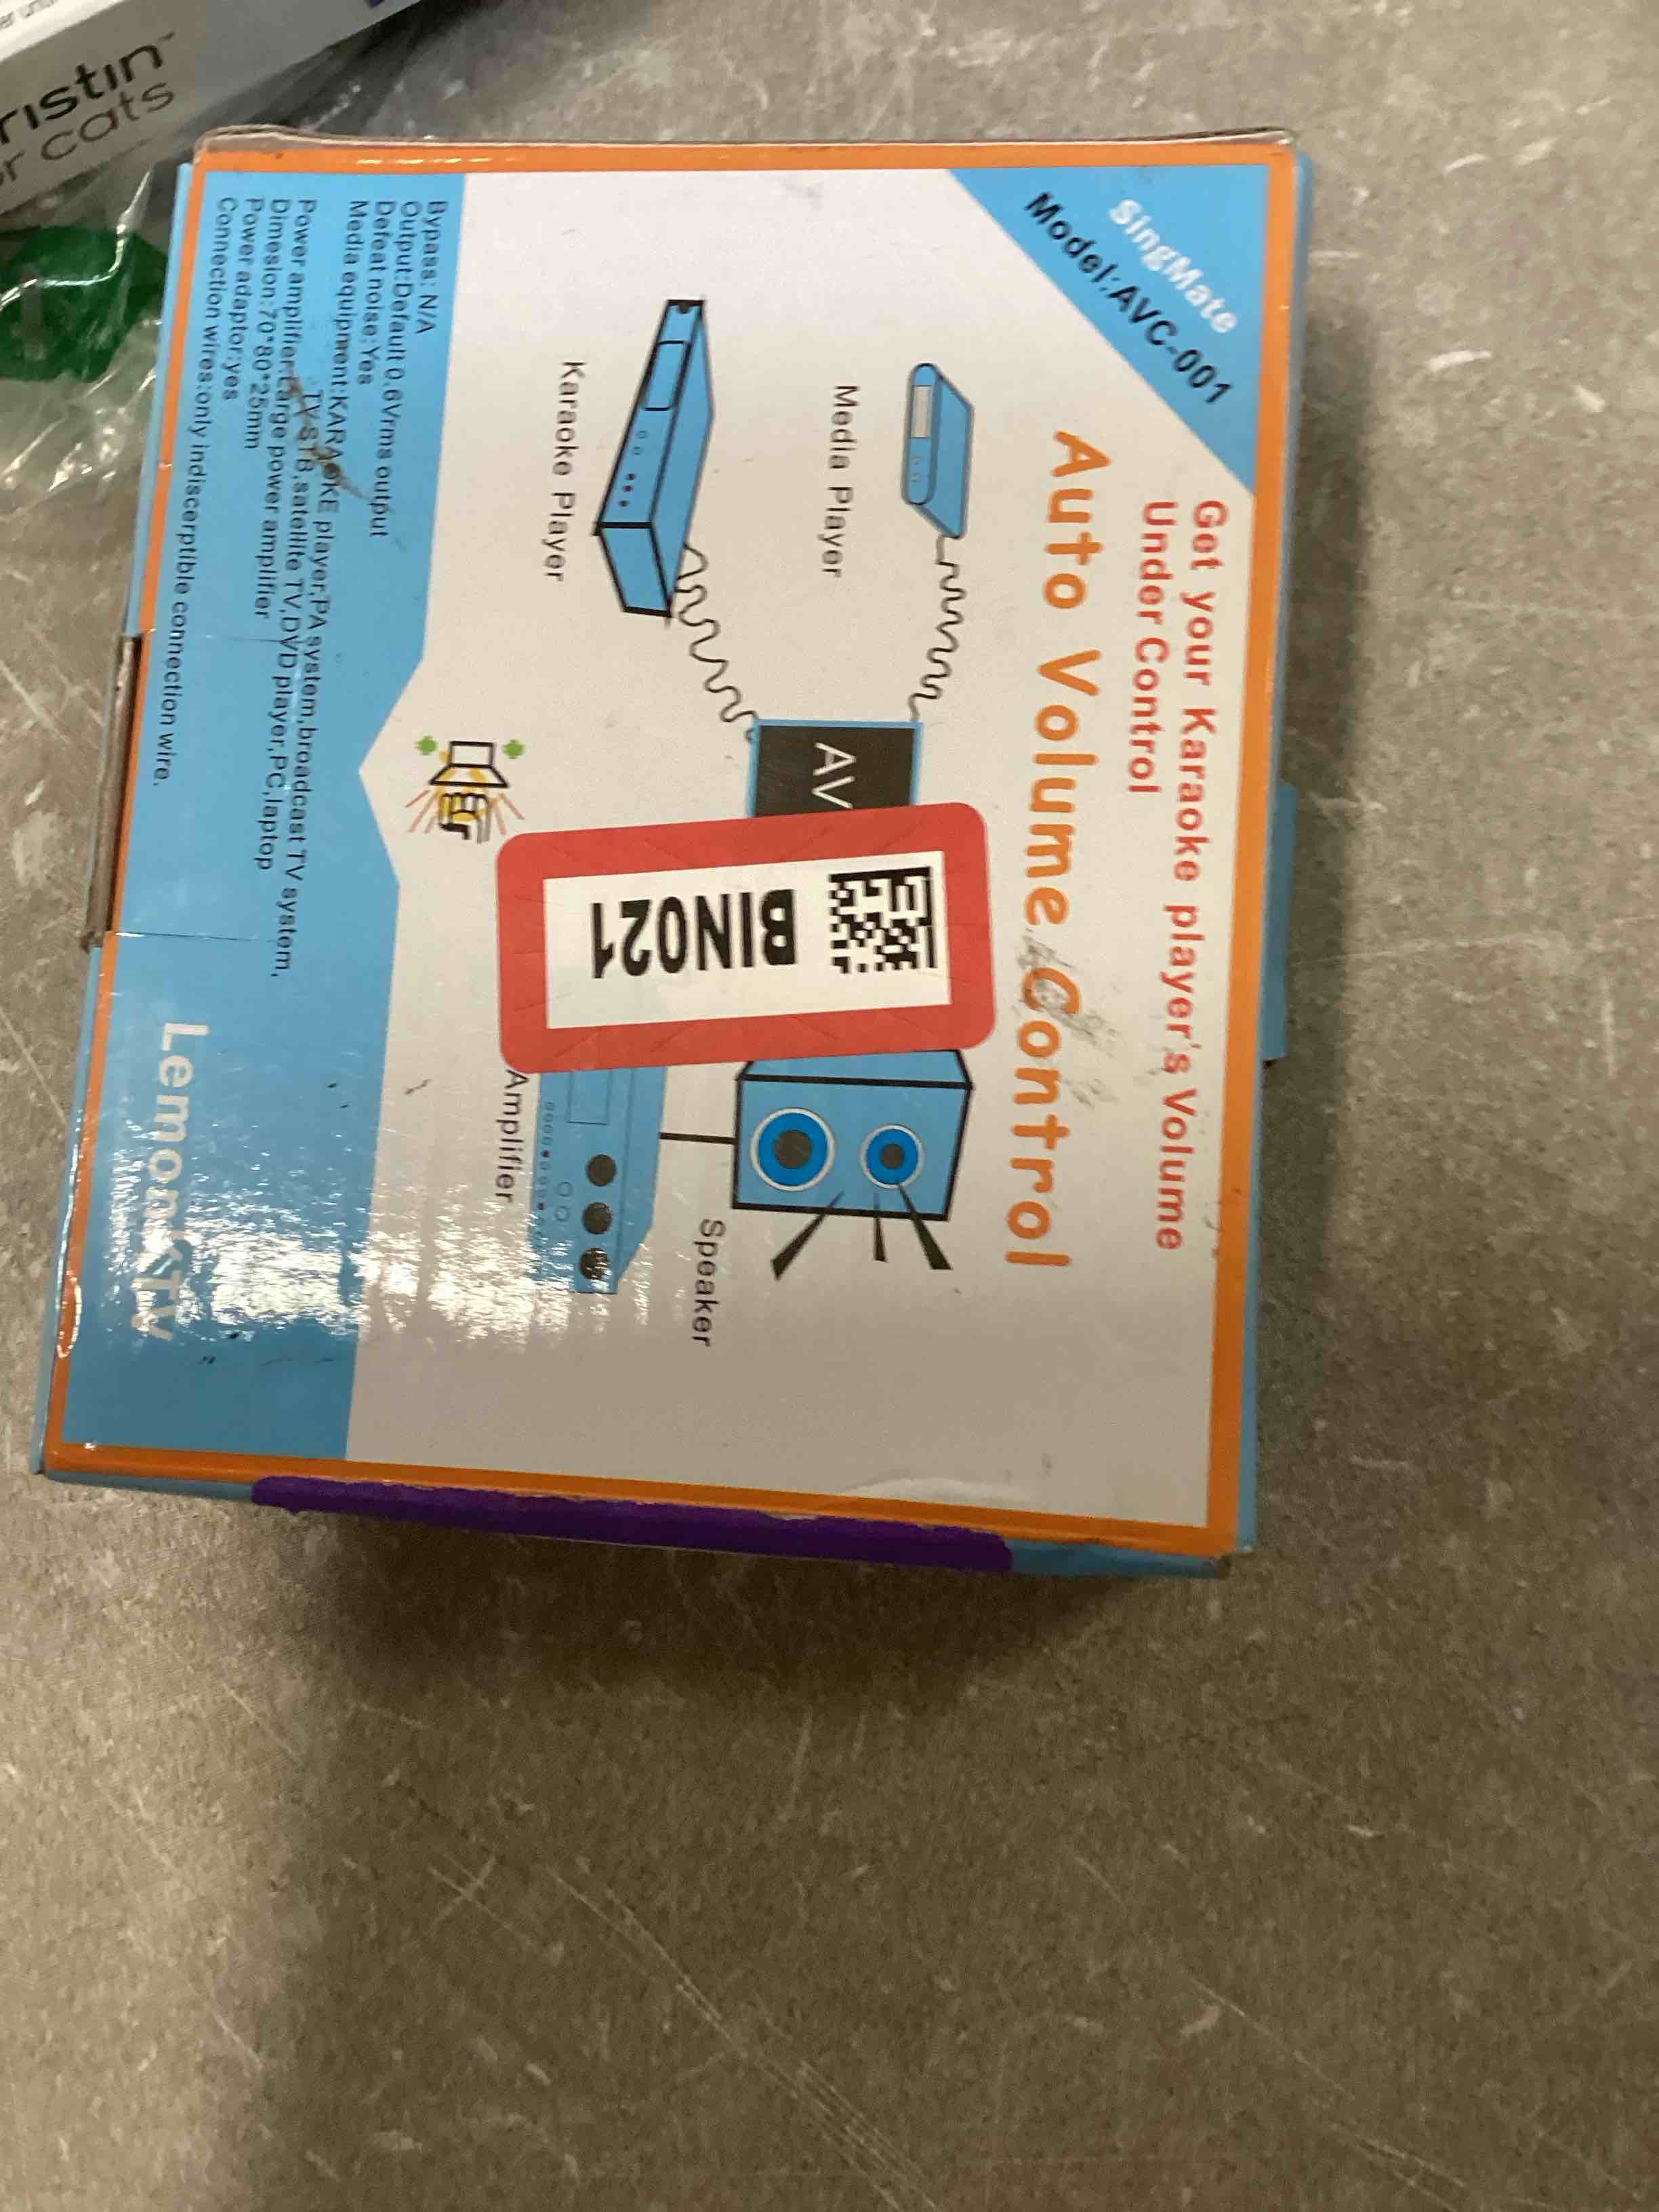 ristin
r cats
SingMate
Model:AVC-001
Get your Karaoke player's Volume
Under Control
Auto Volume Control
Media Player
Karaoke Player
AV
BIN021
Speaker
Amplifier
Bypass: N/A
Output:Default 0.6Vrms output
Defeat noise:Yes
Media equipment:KARAOKE player,PA system,broadcast TV system,
TV STB,satellite TV,DVD player,PC,laptop
Power amplifier:Large power amplifier
Dimesion:70*80*25mm
Power adaptor:yes
Connection wires:only indiscerptible connection wire.
LemonKTV